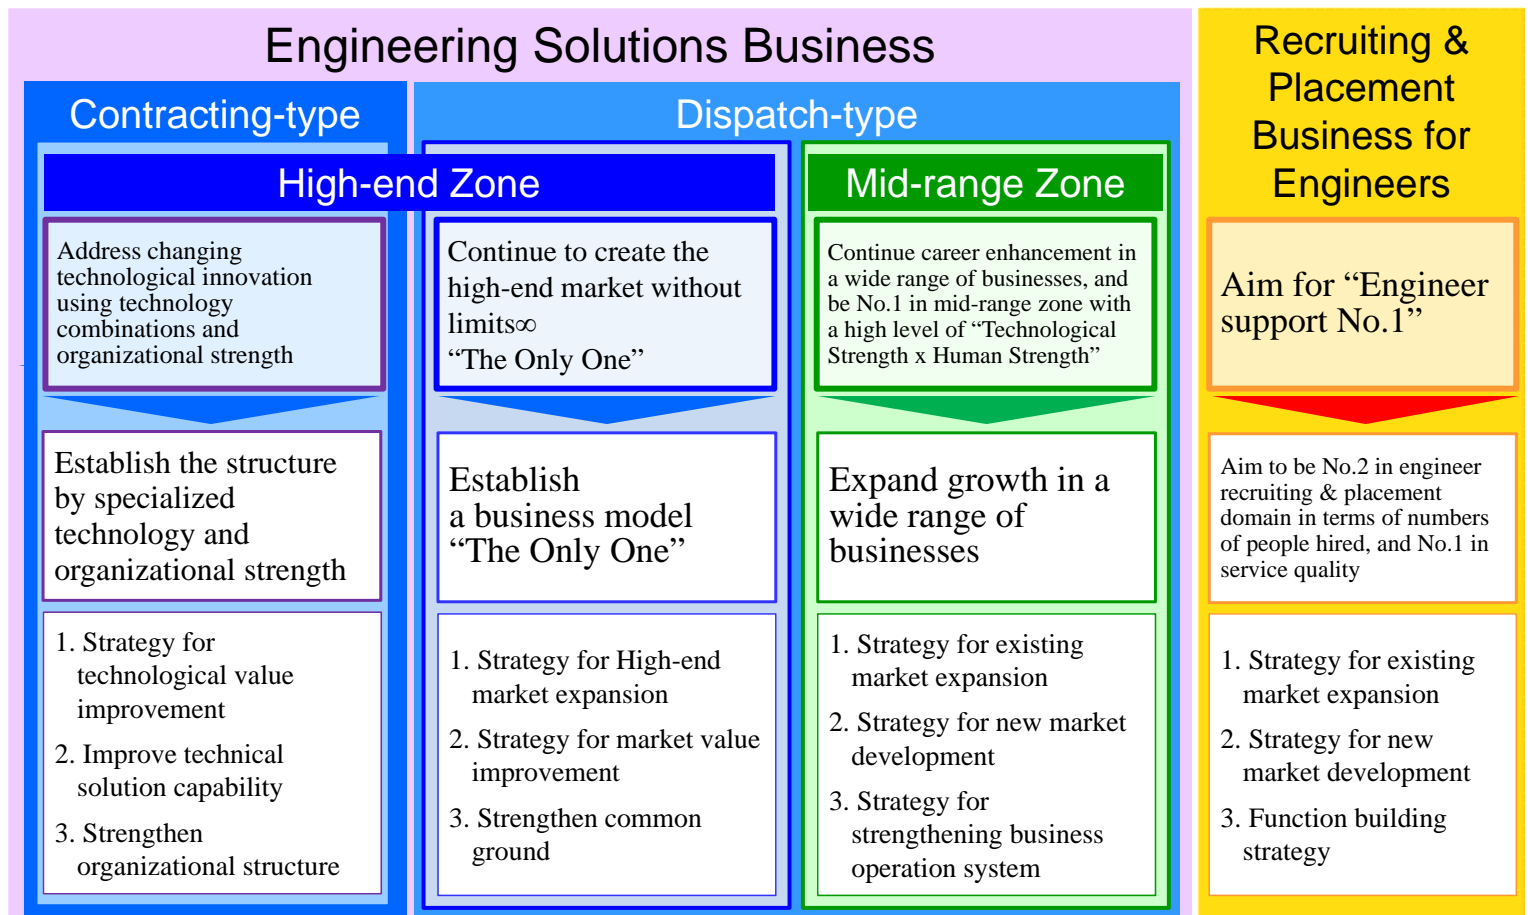 Engineering Solutions Business
Contracting-type
Dispatch-type
High-end Zone
Mid-range Zone
Address changing
technological innovation
using technology
combinations and
organizational strength
Establish the structure
by specialized
technology and
organizational strength
1. Strategy for
technological value
improvement
2. Improve technical
solution capability
3. Strengthen
organizational structure
Continue to create the
high-end market without
limits∞
“The Only One”
Establish
a business model
“The Only One”
1. Strategy for High-end
market expansion
2. Strategy for market value
improvement
3. Strengthen common
ground
Continue career enhancement in
a wide range of businesses, and
be No.1 in mid-range zone with
a high level of “Technological
Strength x Human Strength”
Expand growth in a
wide range of
businesses
1. Strategy for existing
market expansion
2. Strategy for new market
development
3. Strategy for
strengthening business
operation system
Recruiting &
Placement
Business for
Engineers
Aim for “Engineer
support No.1”
Aim to be No.2 in engineer
recruiting & placement
domain in terms of numbers
of people hired, and No.1 in
service quality
1. Strategy for existing
market expansion
2. Strategy for new
market development
3. Function building
strategy